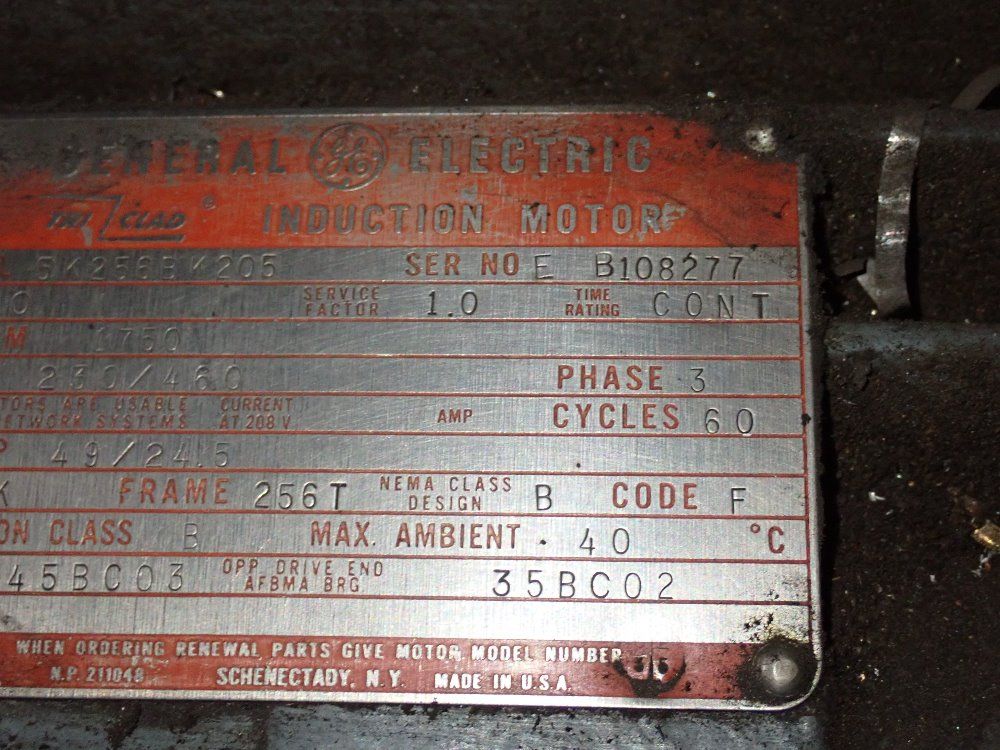 GENERAL GE ELECTRIC
TRI CLAD ® INDUCTION MOTOR
L 5K256BK205 SER NO E B108277
0 SERVICE FACTOR 1.0 TIME RATING CONT
M 1750
230/460 PHASE 3
TORS ARE USABLE CURRENT
ETWORK SYSTEMS AT 208 V. AMP CYCLES 60
P 49/24.5
K FRAME 256T NEMA CLASS DESIGN B CODE F
ON CLASS B MAX. AMBIENT 40 °C
45BC03 OPP DRIVE END AFBMA BRG 35BC02
WHEN ORDERING RENEWAL PARTS GIVE MOTOR MODEL NUMBER
N.P. 211048 SCHENECTADY, N.Y. MADE IN U.S.A.